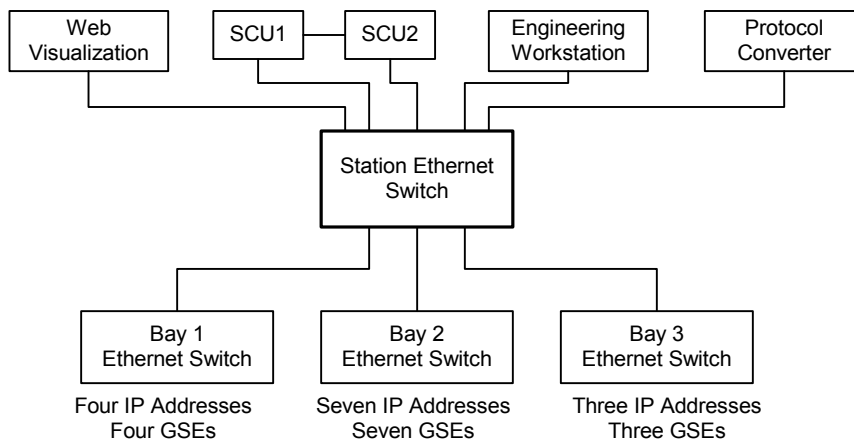 Web
Visualization
SCU1
SCU2
Engineering
Workstation
Protocol
Converter
Station Ethernet
Switch
Bay 1
Ethernet Switch
Bay 2
Ethernet Switch
Bay 3
Ethernet Switch
Four IP Addresses
Four GSEs
Seven IP Addresses
Seven GSEs
Three IP Addresses
Three GSEs